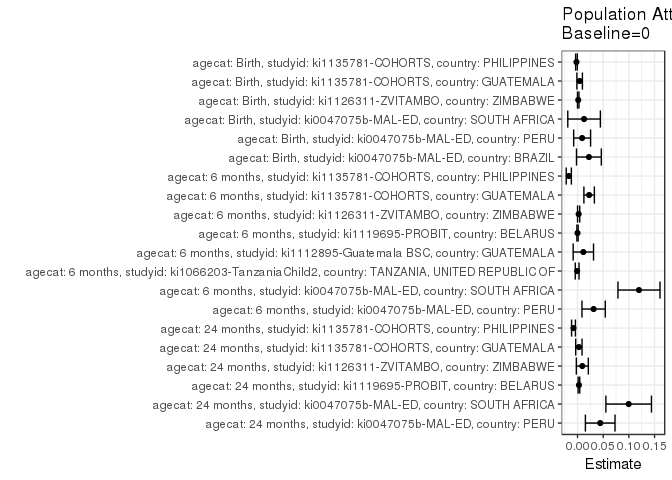 Population Att
Baseline=0
agecat: Birth, studyid: ki1135781-COHORTS, country: PHILIPPINES
agecat: Birth, studyid: ki1135781-COHORTS, country: GUATEMALA
agecat: Birth, studyid: ki1126311-ZVITAMBO, country: ZIMBABWE
agecat: Birth, studyid: ki0047075b-MAL-ED, country: SOUTH AFRICA
agecat: Birth, studyid: ki0047075b-MAL-ED, country: PERU
agecat: Birth, studyid: ki0047075b-MAL-ED, country: BRAZIL
agecat: 6 months, studyid: ki1135781-COHORTS, country: PHILIPPINES
agecat: 6 months, studyid: ki1135781-COHORTS, country: GUATEMALA
agecat: 6 months, studyid: ki1126311-ZVITAMBO, country: ZIMBABWE
agecat: 6 months, studyid: ki1119695-PROBIT, country: BELARUS
agecat: 6 months, studyid: ki1112895-Guatemala BSC, country: GUATEMALA
agecat: 6 months, studyid: ki1066203-TanzaniaChild2, country: TANZANIA, UNITED REPUBLIC OF
agecat: 6 months, studyid: ki0047075b-MAL-ED, country: SOUTH AFRICA
agecat: 6 months, studyid: ki0047075b-MAL-ED, country: PERU
agecat: 24 months, studyid: ki1135781-COHORTS, country: PHILIPPINES
agecat: 24 months, studyid: ki1135781-COHORTS, country: GUATEMALA
agecat: 24 months, studyid: ki1126311-ZVITAMBO, country: ZIMBABWE
agecat: 24 months, studyid: ki1119695-PROBIT, country: BELARUS
agecat: 24 months, studyid: ki0047075b-MAL-ED, country: SOUTH AFRICA
agecat: 24 months, studyid: ki0047075b-MAL-ED, country: PERU
0.00 0.05 0.10 0.15
Estimate